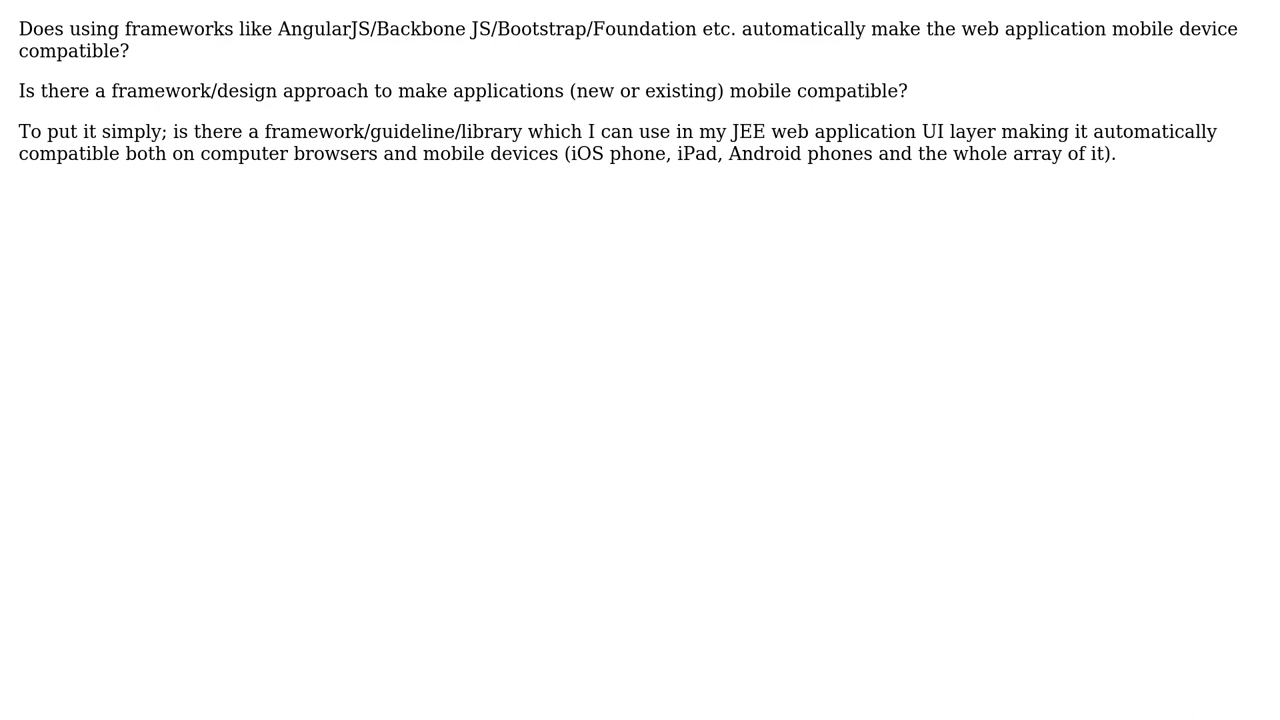 Does using frameworks like AngularJS/Backbone JS/Bootstrap/Foundation etc. automatically make the web application mobile device
compatible?
Is there a framework/design approach to make applications (new or existing) mobile compatible?
To put it simply; is there a framework/guideline/library which I can use in my JEE web application UI layer making it automatically
compatible both on computer browsers and mobile devices (iOS phone, iPad, Android phones and the whole array of it).